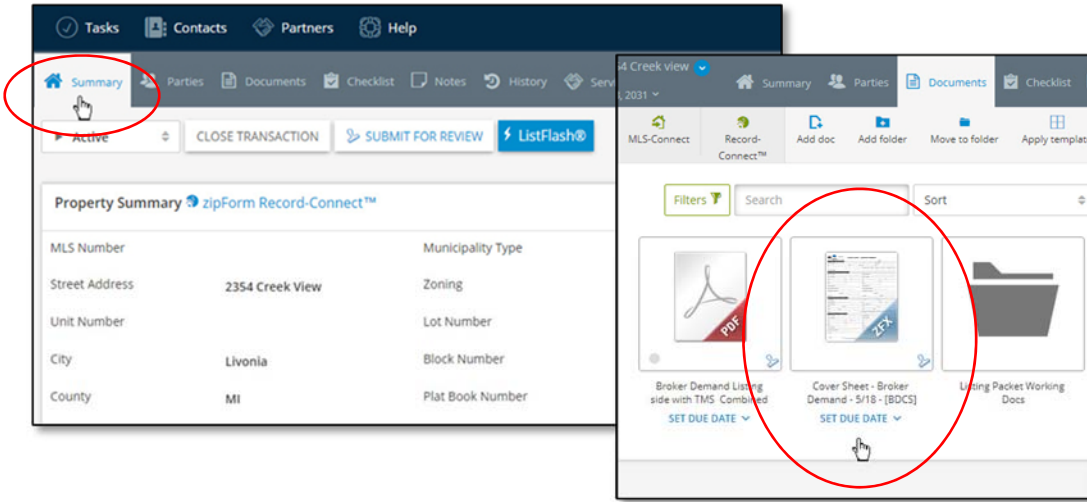 Tasks Contacts Partners Help
Summary Parties Documents Checklist Notes History
Active CLOSE TRANSACTION SUBMIT FOR REVIEW ListFlash®
Property Summary zipForm Record-Connect™
MLS Number Municipality Type
Street Address 2354 Creek View Zoning
Unit Number Lot Number
City Livonia Block Number
County MI Plat Book Number
54 Creek view
, 2031
Summary Parties Documents Checklist
MLS-Connect Record-Connect™ Add doc Add folder Move to folder Apply templat
Filters Search Sort
PDF ZFX
Broker Demand Listing side with TMS Combined
SET DUE DATE
Cover Sheet - Broker Demand - 5/18 - [BDCS]
SET DUE DATE
Listing Packet Working Docs